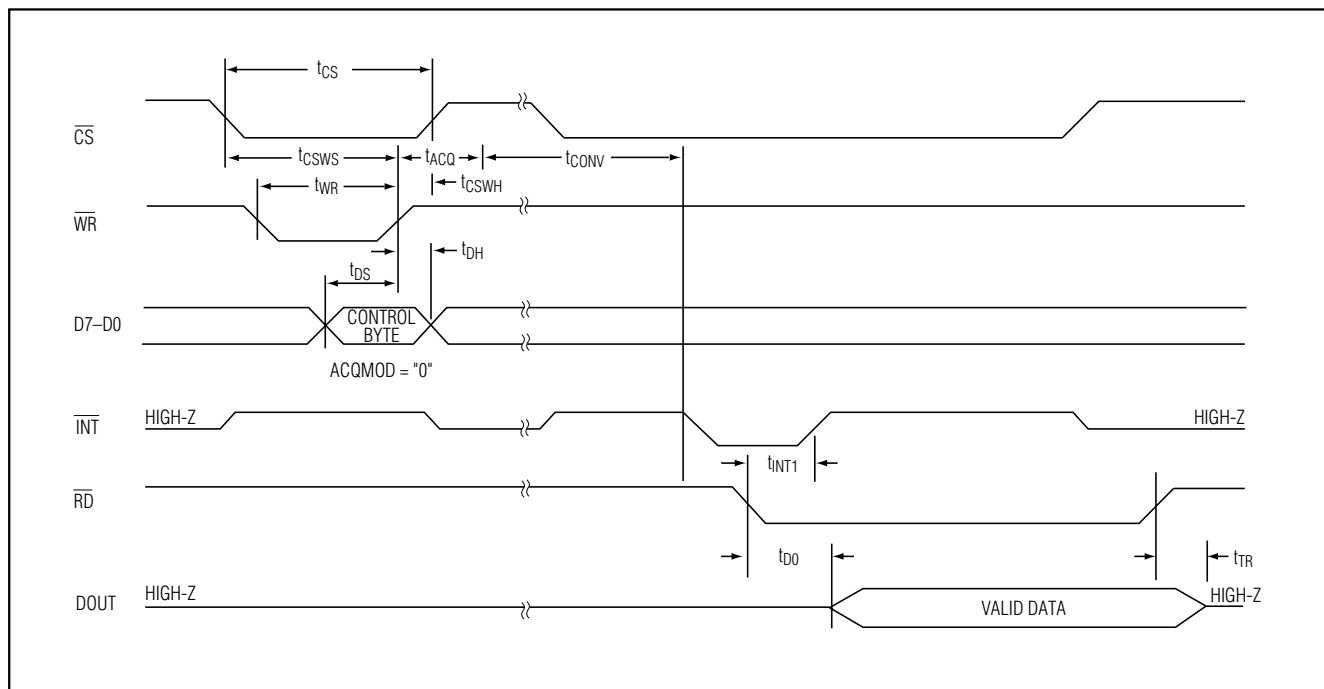 tCS
CS
tCSWS
tACQ
tCONV
tWR
tCSWH
WR
tDH
tDS
D7–D0
CONTROL
BYTE
ACQMOD = "0"
INT
HIGH-Z
HIGH-Z
tINT1
RD
tD0
tTR
DOUT
HIGH-Z
VALID DATA
HIGH-Z